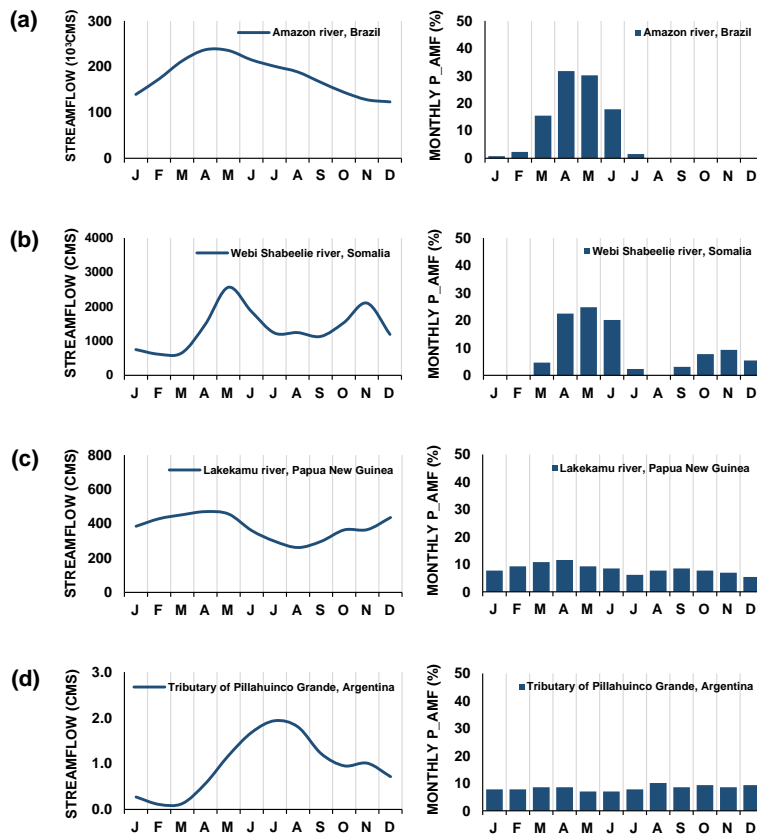 (a)
STREAMFLOW (10³CMS)
300
200
100
0
Amazon river, Brazil
J F M A M J J A S O N D
MONTHLY P_AMF (%)
50
40
30
20
10
0
Amazon river, Brazil
J F M A M J J A S O N D
(b)
STREAMFLOW (CMS)
4000
3000
2000
1000
0
Webi Shabeelie river, Somalia
J F M A M J J A S O N D
MONTHLY P_AMF (%)
50
40
30
20
10
0
Webi Shabeelie river, Somalia
J F M A M J J A S O N D
(c)
STREAMFLOW (CMS)
800
600
400
200
0
Lakekamu river, Papua New Guinea
J F M A M J J A S O N D
MONTHLY P_AMF (%)
50
40
30
20
10
0
Lakekamu river, Papua New Guinea
J F M A M J J A S O N D
(d)
STREAMFLOW (CMS)
3.0
2.0
1.0
0.0
Tributary of Pillahuinco Grande, Argentina
J F M A M J J A S O N D
MONTHLY P_AMF (%)
50
40
30
20
10
0
Tributary of Pillahuinco Grande, Argentina
J F M A M J J A S O N D